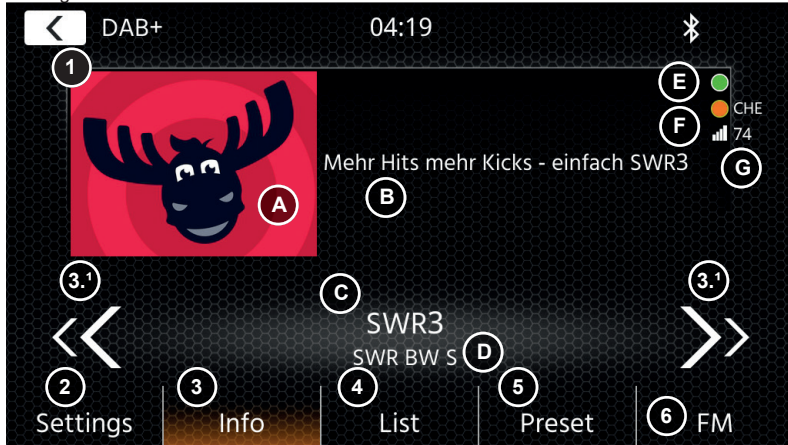 DAB+ 04:19
1
E
CHE
F
74
G
Mehr Hits mehr Kicks - einfach SWR3
A
B
3.¹ 3.¹
C
SWR3
SWR BW S
D
2 3 4 5
Settings Info List Preset 6 FM